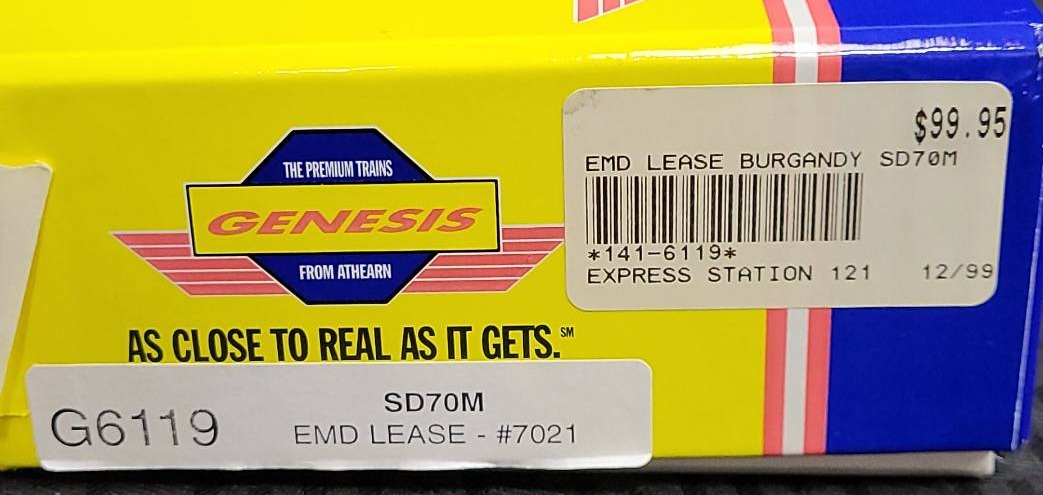 THE PREMIUM TRAINS
GENESIS
FROM ATHEARN
AS CLOSE TO REAL AS IT GETS.℠
$99.95
EMD LEASE BURGANDY SD70M
*141-6119*
EXPRESS STATION 121 12/99
G6119
SD70M
EMD LEASE - #7021